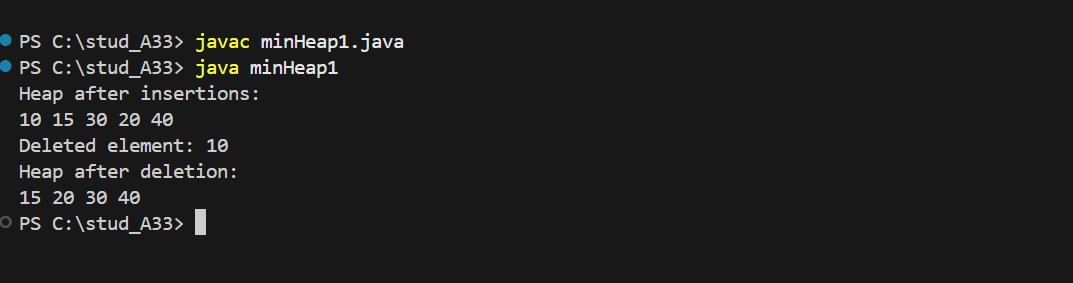 PS C:\stud_A33> javac minHeap1.java
PS C:\stud_A33> java minHeap1
Heap after insertions:
10 15 30 20 40
Deleted element: 10
Heap after deletion:
15 20 30 40
PS C:\stud_A33>